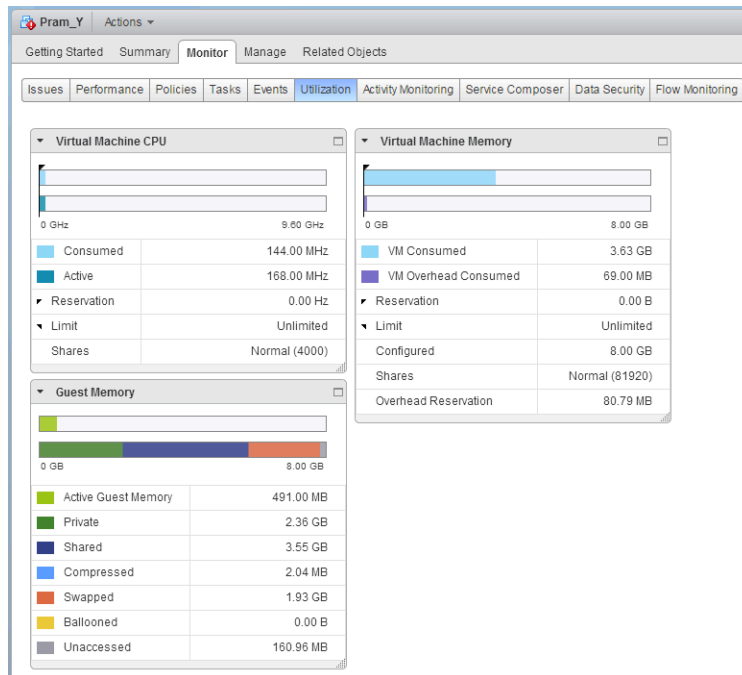 Pram_Y Actions
Getting Started Summary Monitor Manage Related Objects
Issues Performance Policies Tasks Events Utilization Activity Monitoring Service Composer Data Security Flow Monitoring
Virtual Machine CPU
0 GHz 9.60 GHz
Consumed 144.00 MHz
Active 168.00 MHz
Reservation 0.00 Hz
Limit Unlimited
Shares Normal (4000)
Guest Memory
0 GB 8.00 GB
Active Guest Memory 491.00 MB
Private 2.36 GB
Shared 3.55 GB
Compressed 2.04 MB
Swapped 1.93 GB
Ballooned 0.00 B
Unaccessed 160.96 MB
Virtual Machine Memory
0 GB 8.00 GB
VM Consumed 3.63 GB
VM Overhead Consumed 69.00 MB
Reservation 0.00 B
Limit Unlimited
Configured 8.00 GB
Shares Normal (81920)
Overhead Reservation 80.79 MB